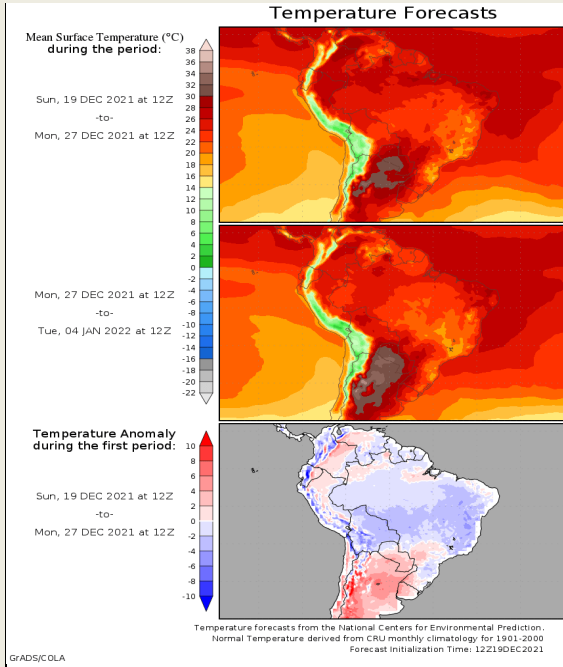 Temperature Forecasts
Mean Surface Temperature (°C)
during the period:
38
36
34
32
30
28
26
24
22
20
18
16
14
12
10
8
6
4
2
0
-2
-4
-6
-8
-10
-12
-14
-16
-18
-20
-22
Sun, 19 DEC 2021 at 12Z
-to-
Mon, 27 DEC 2021 at 12Z
Mon, 27 DEC 2021 at 12Z
-to-
Tue, 04 JAN 2022 at 12Z
Temperature Anomaly
during the first period:
10
8
6
4
2
0
-2
-4
-6
-8
-10
Sun, 19 DEC 2021 at 12Z
-to-
Mon, 27 DEC 2021 at 12Z
Temperature forecasts from the National Centers for Environmental Prediction.
Normal Temperature derived from CRU monthly climatology for 1901-2000
Forecast Initialization Time: 12Z19DEC2021
GrADS/COLA